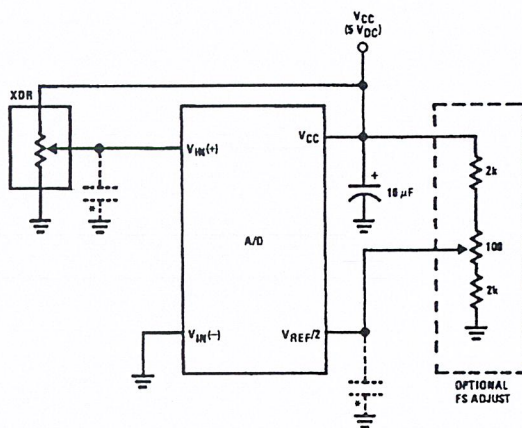 VCC
(5 VDC)
XDR
VIN(+)
VCC
2k
+
10 µF
*
100
A/D
2k
VIN(–)
VREF/2
*
OPTIONAL
FS ADJUST